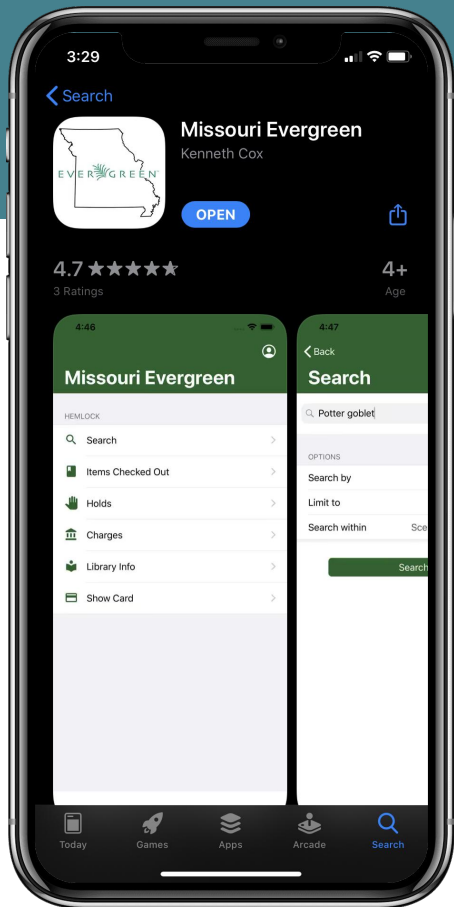 3:29
Search
EVERGREEN
Missouri Evergreen
Kenneth Cox
OPEN
4.7
4+
3 Ratings
Age
4:46
Missouri Evergreen
HEMLOCK
Search
Items Checked Out
Holds
Charges
Library Info
Show Card
4:47
Back
Search
Potter goblet
OPTIONS
Search by
Limit to
Search within Sce
Search
Today
Games
Apps
Arcade
Search